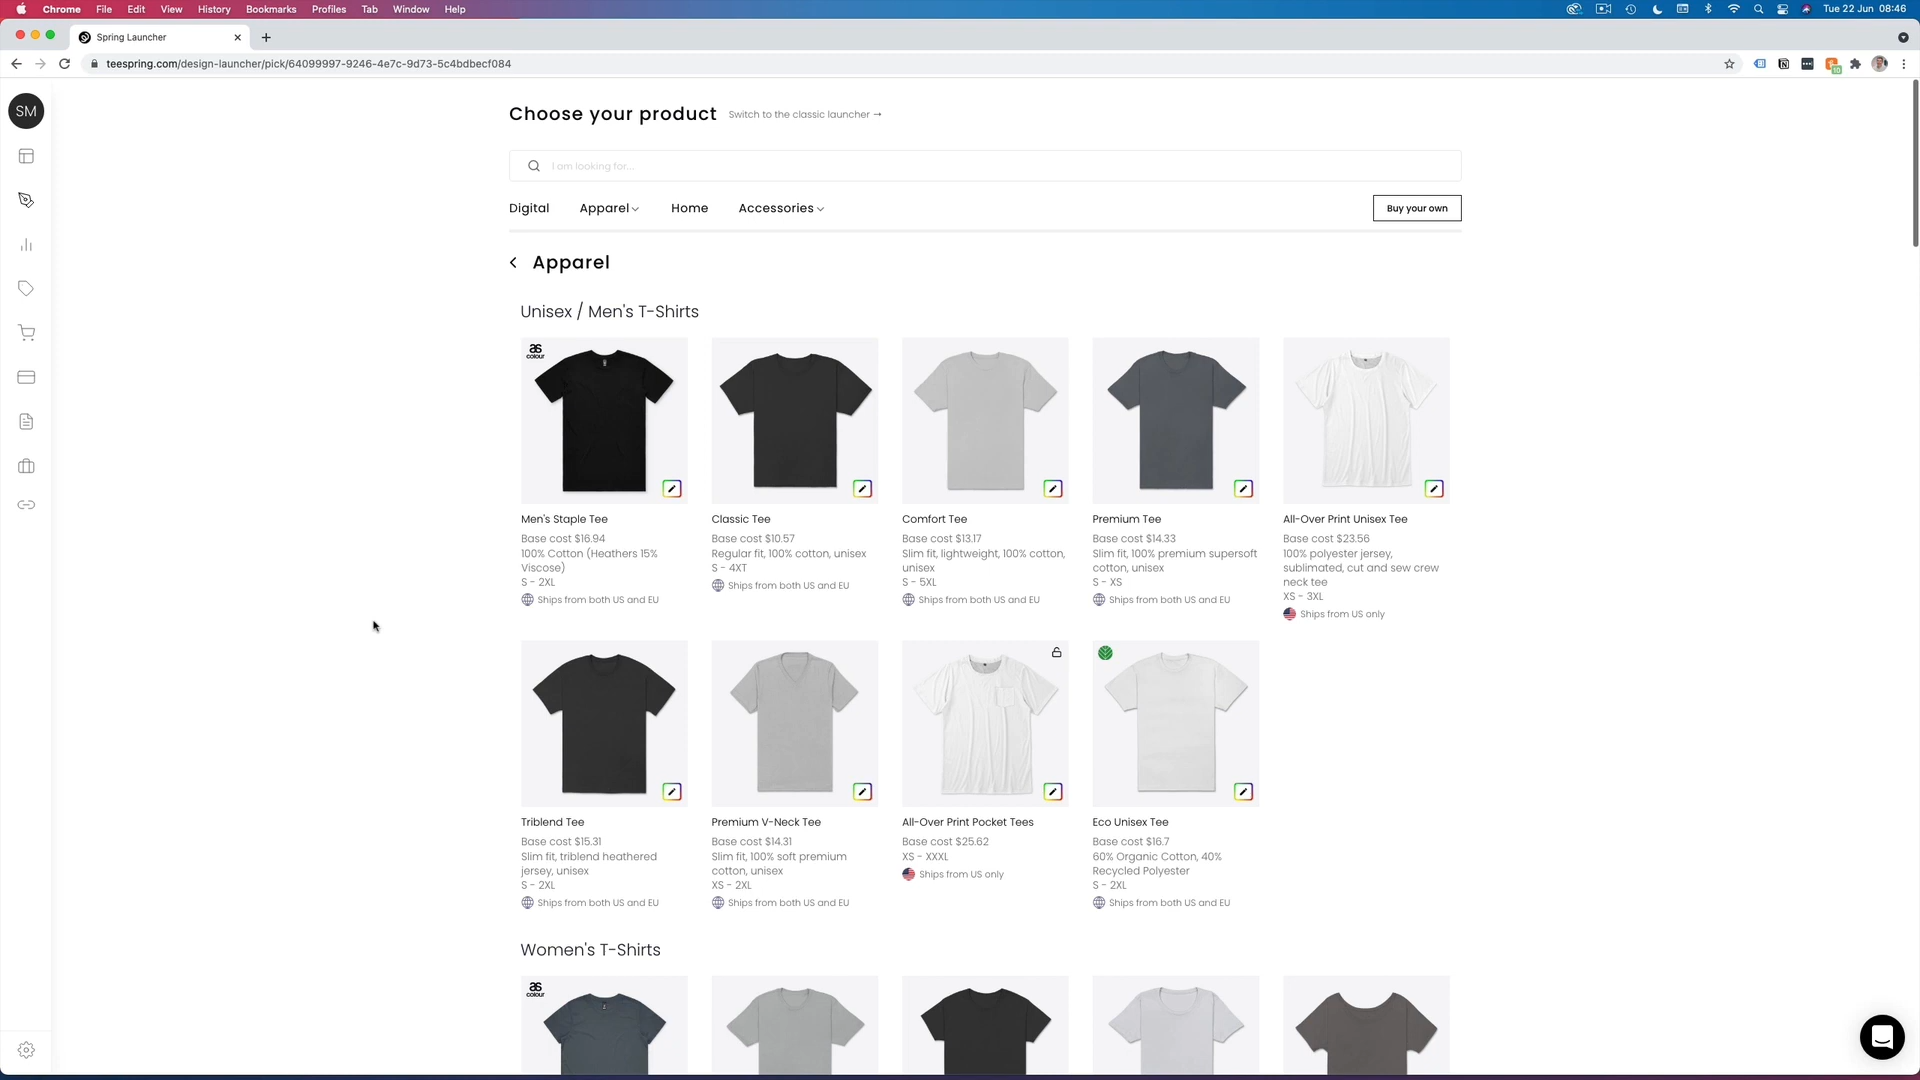 Chrome File Edit View History Bookmarks Profiles Tab Window Help Tue 22 Jun 08:46
Spring Launcher
teespring.com/design-launcher/pick/64099997-9246-4e7c-9d73-5c4bdbecf084
10
SM
Choose your product Switch to the classic launcher →
I am looking for...
Digital Apparel Home Accessories Buy your own
Apparel
Unisex / Men's T-Shirts
as colour
Men's Staple Tee
Base cost $16.94
100% Cotton (Heathers 15%
Viscose)
S - 2XL
Ships from both US and EU
Classic Tee
Base cost $10.57
Regular fit, 100% cotton, unisex
S - 4XT
Ships from both US and EU
Comfort Tee
Base cost $13.17
Slim fit, lightweight, 100% cotton,
unisex
S - 5XL
Ships from both US and EU
Premium Tee
Base cost $14.33
Slim fit, 100% premium supersoft
cotton, unisex
S - XS
Ships from both US and EU
All-Over Print Unisex Tee
Base cost $23.56
100% polyester jersey,
sublimated, cut and sew crew
neck tee
XS - 3XL
Ships from US only
Triblend Tee
Base cost $15.31
Slim fit, triblend heathered
jersey, unisex
S - 2XL
Ships from both US and EU
Premium V-Neck Tee
Base cost $14.31
Slim fit, 100% soft premium
cotton, unisex
XS - 2XL
Ships from both US and EU
All-Over Print Pocket Tees
Base cost $25.62
XS - XXXL
Ships from US only
Eco Unisex Tee
Base cost $16.7
60% Organic Cotton, 40%
Recycled Polyester
S - 2XL
Ships from both US and EU
Women's T-Shirts
as colour